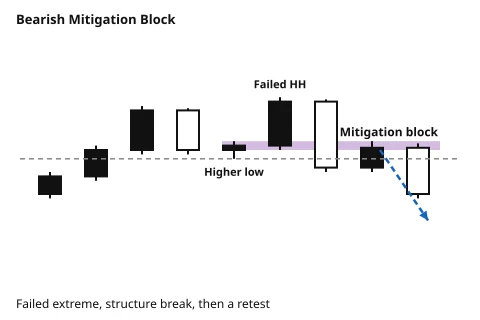 Bearish Mitigation Block
Failed HH
Mitigation block
Higher low
Failed extreme, structure break, then a retest